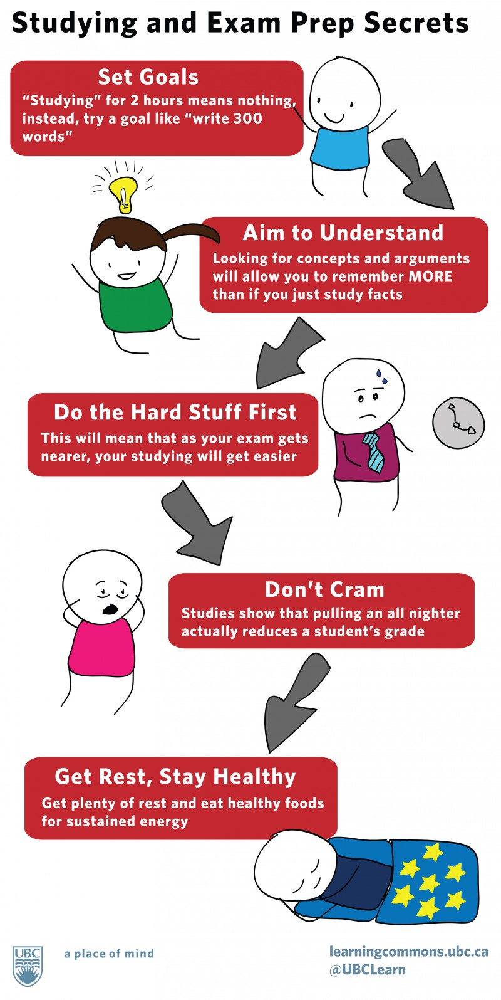 Studying and Exam Prep Secrets
Set Goals
“Studying” for 2 hours means nothing,
instead, try a goal like “write 300
words”
Aim to Understand
Looking for concepts and arguments
will allow you to remember MORE
than if you just study facts
Do the Hard Stuff First
This will mean that as your exam gets
nearer, your studying will get easier
Don’t Cram
Studies show that pulling an all nighter
actually reduces a student’s grade
Get Rest, Stay Healthy
Get plenty of rest and eat healthy foods
for sustained energy
UBC
a place of mind
learningcommons.ubc.ca
@UBCLearn